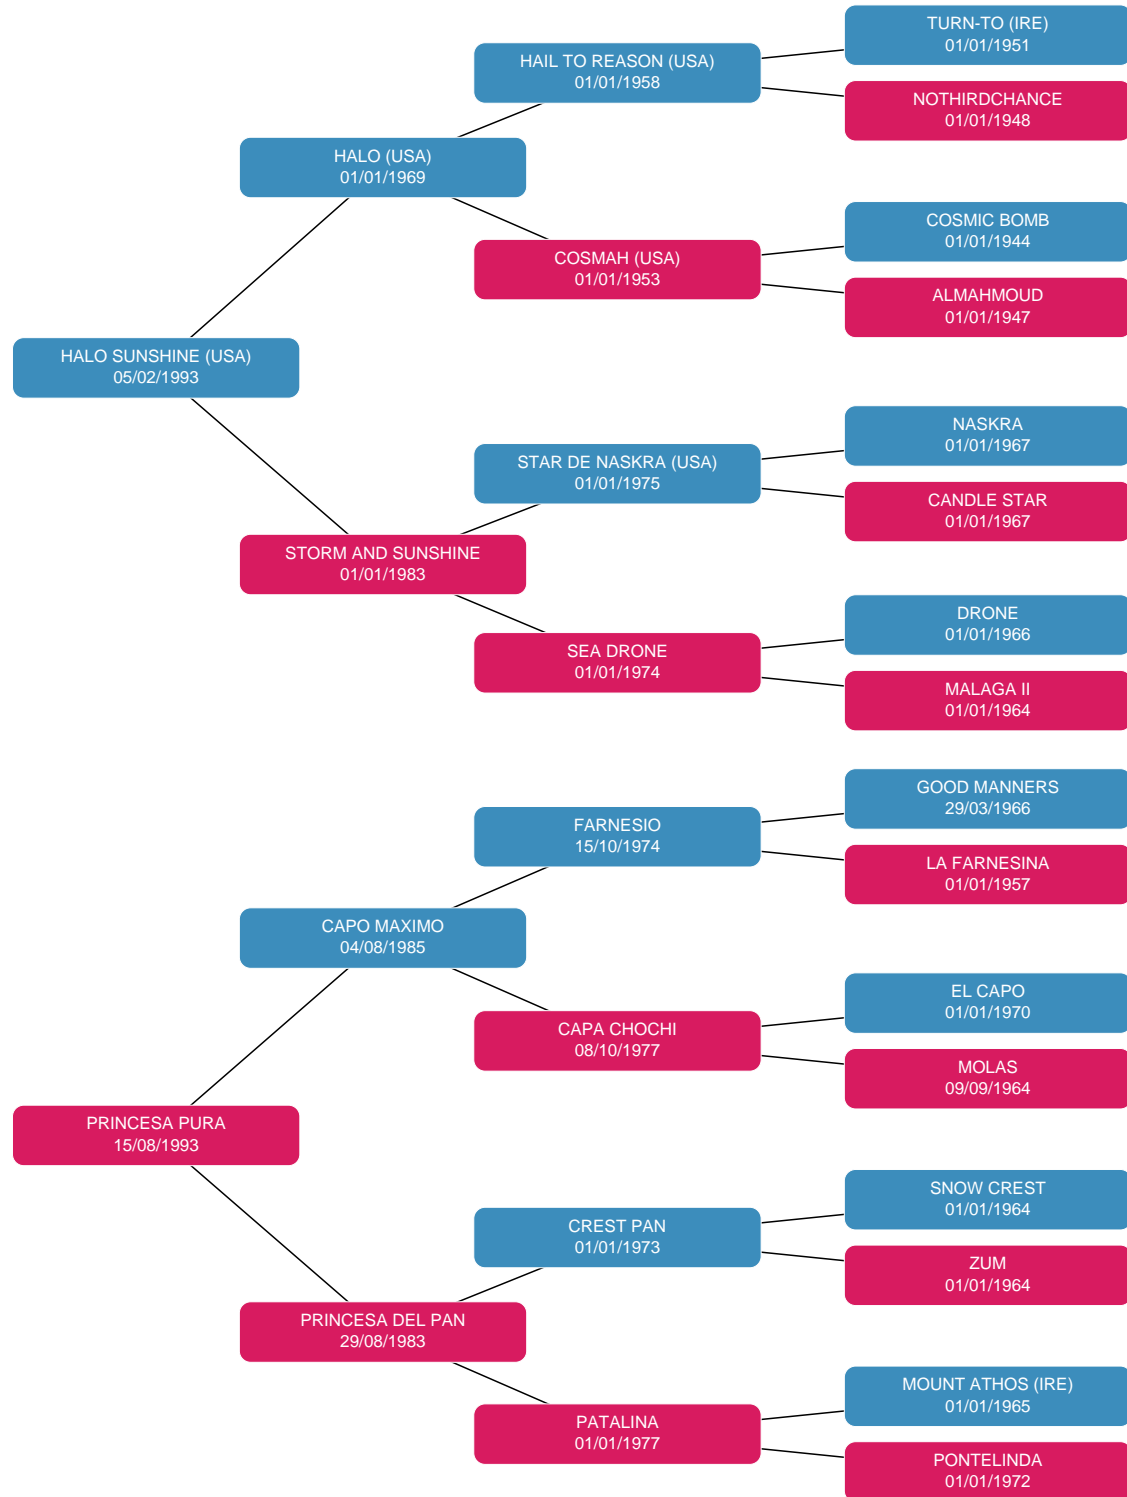 TURN-TO (IRE)
01/01/1951
HAIL TO REASON (USA)
01/01/1958
NOTHIRDCHANCE
01/01/1948
HALO (USA)
01/01/1969
COSMIC BOMB
01/01/1944
COSMAH (USA)
01/01/1953
ALMAHMOUD
01/01/1947
HALO SUNSHINE (USA)
05/02/1993
NASKRA
01/01/1967
STAR DE NASKRA (USA)
01/01/1975
CANDLE STAR
01/01/1967
STORM AND SUNSHINE
01/01/1983
DRONE
01/01/1966
SEA DRONE
01/01/1974
MALAGA II
01/01/1964
GOOD MANNERS
29/03/1966
FARNESIO
15/10/1974
LA FARNESINA
01/01/1957
CAPO MAXIMO
04/08/1985
EL CAPO
01/01/1970
CAPA CHOCHI
08/10/1977
MOLAS
09/09/1964
PRINCESA PURA
15/08/1993
SNOW CREST
01/01/1964
CREST PAN
01/01/1973
ZUM
01/01/1964
PRINCESA DEL PAN
29/08/1983
MOUNT ATHOS (IRE)
01/01/1965
PATALINA
01/01/1977
PONTELINDA
01/01/1972